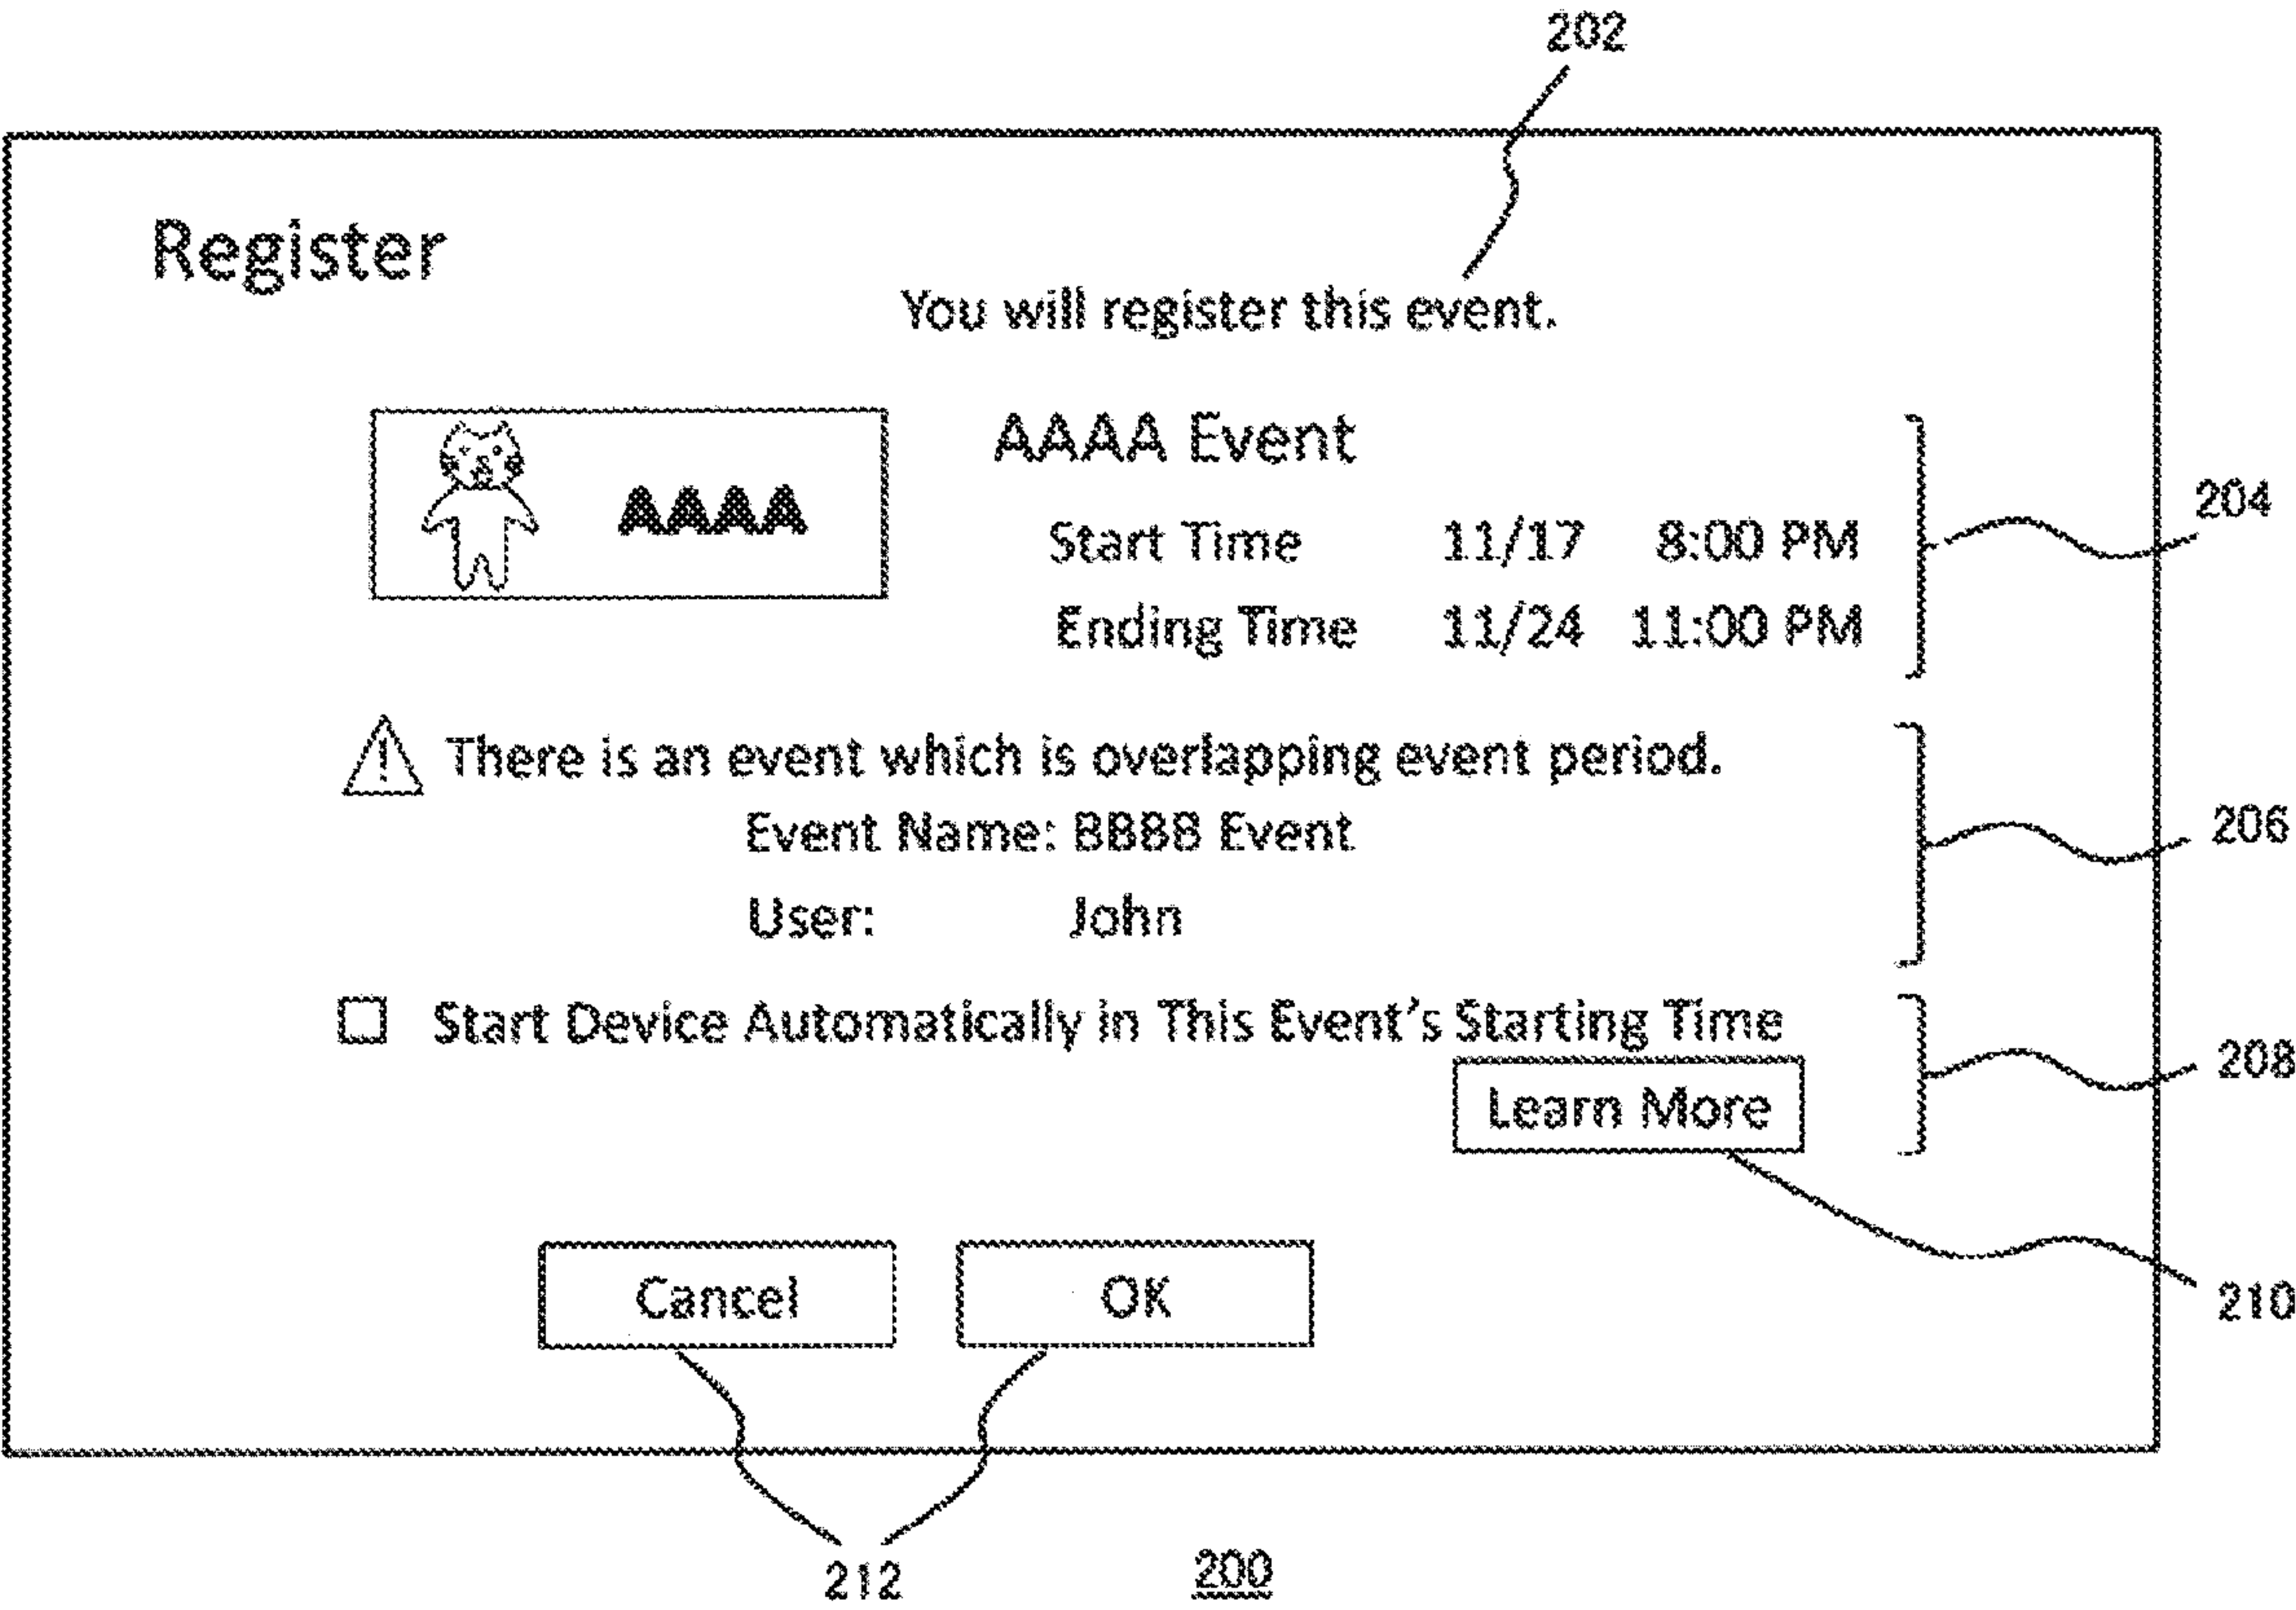 202
Register
You will register this event.
AAAA
AAAA Event
Start Time 11/17 8:00 PM
Ending Time 11/24 11:00 PM
204
There is an event which is overlapping event period.
Event Name: BBBB Event
User: John
206
Start Device Automatically in This Event's Starting Time
Learn More
208
210
Cancel OK
212
200